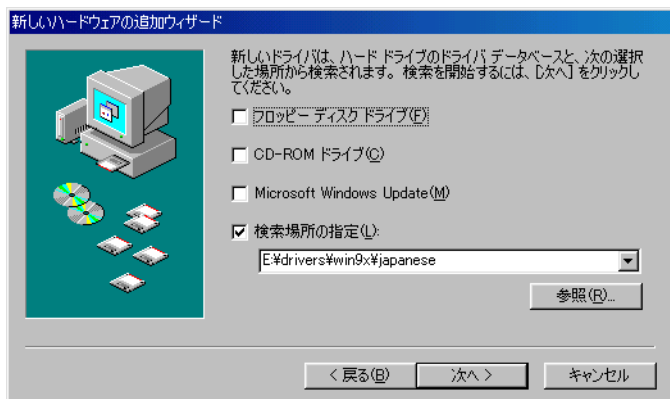 新しいハードウェアの追加ウィザード
新しいドライバは、ハード ドライブのドライバ データベースと、次の選択
した場所から検索されます。検索を開始するには、[次へ] をクリックし
てください。
フロッピー ディスク ドライブ(F)
CD-ROM ドライブ(C)
Microsoft Windows Update(M)
検索場所の指定(L):
E:¥drivers¥win9x¥japanese
参照(R)...
< 戻る(B)
次へ >
キャンセル